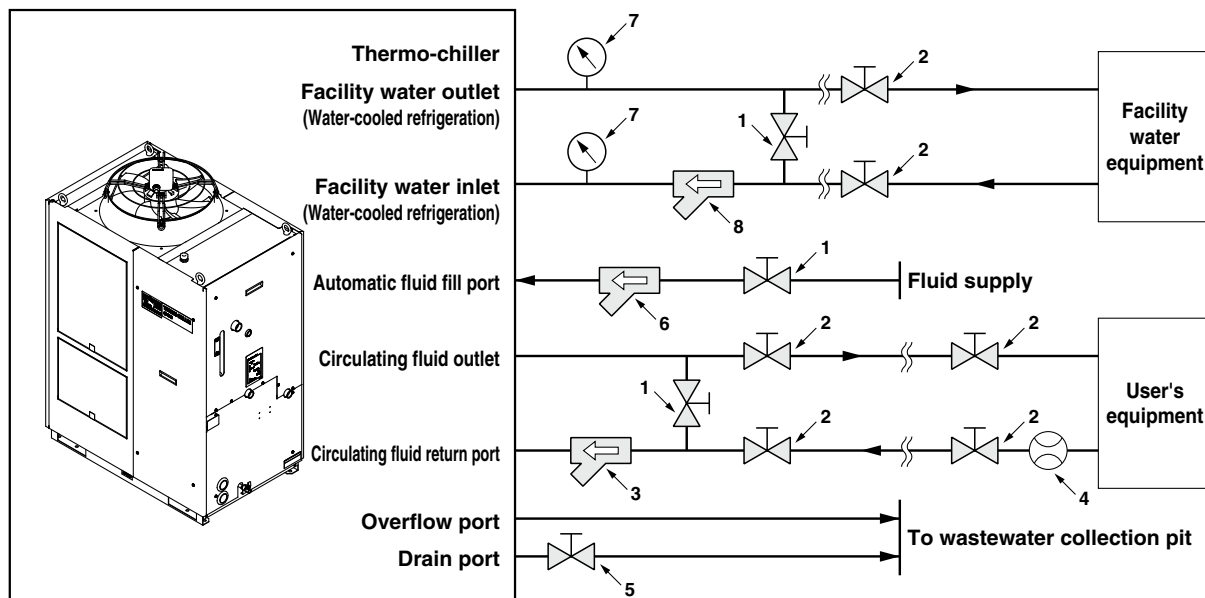 Thermo-chiller
7
Facility water outlet
(Water-cooled refrigeration)
2
Facility
water
equipment
1
7
2
Facility water inlet
(Water-cooled refrigeration)
8
Automatic fluid fill port
6
1
Fluid supply
Circulating fluid outlet
2
2
1
User's
equipment
Circulating fluid return port
3
2
2
4
Overflow port
To wastewater collection pit
Drain port
5